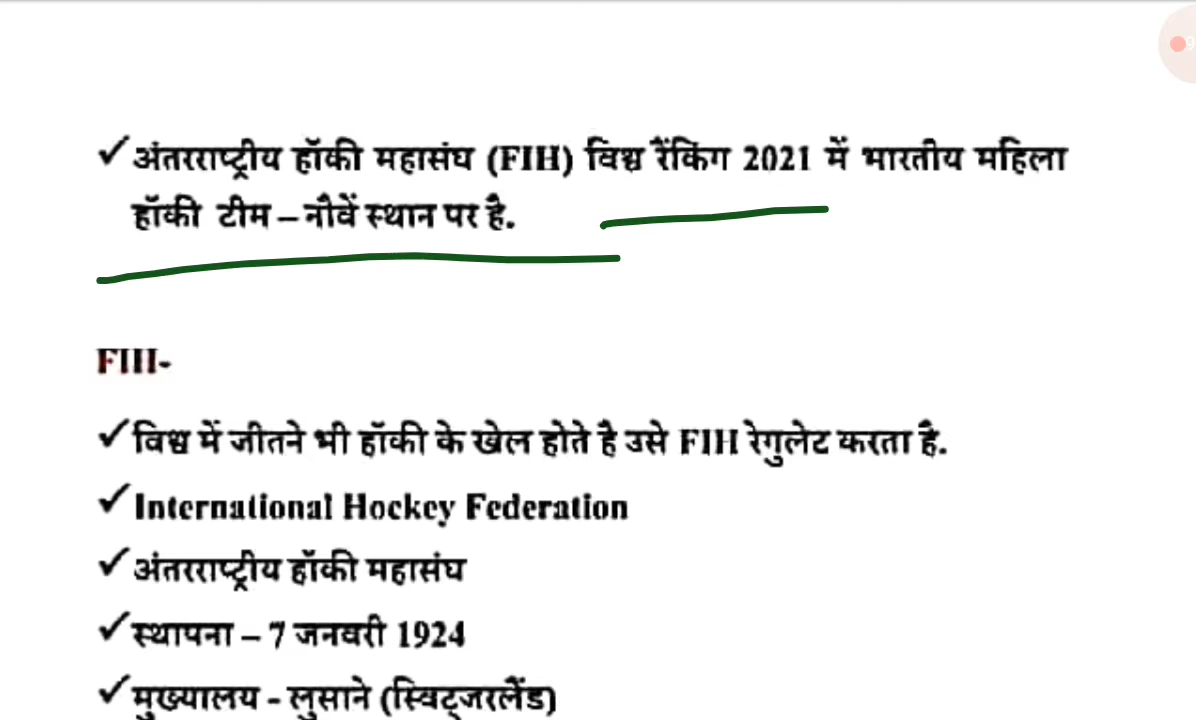 ✓अंतरराष्ट्रीय हॉकी महासंघ (FIH) विश्व रैंकिंग 2021 में भारतीय महिला
हॉकी टीम – नौवें स्थान पर है.
FIH-
✓विश्व में जीतने भी हॉकी के खेल होते है उसे FIH रेगुलेट करता है.
✓International Hockey Federation
✓अंतरराष्ट्रीय हॉकी महासंघ
✓स्थापना – 7 जनवरी 1924
✓मुख्यालय - लुसाने (स्विट्जरलैंड)